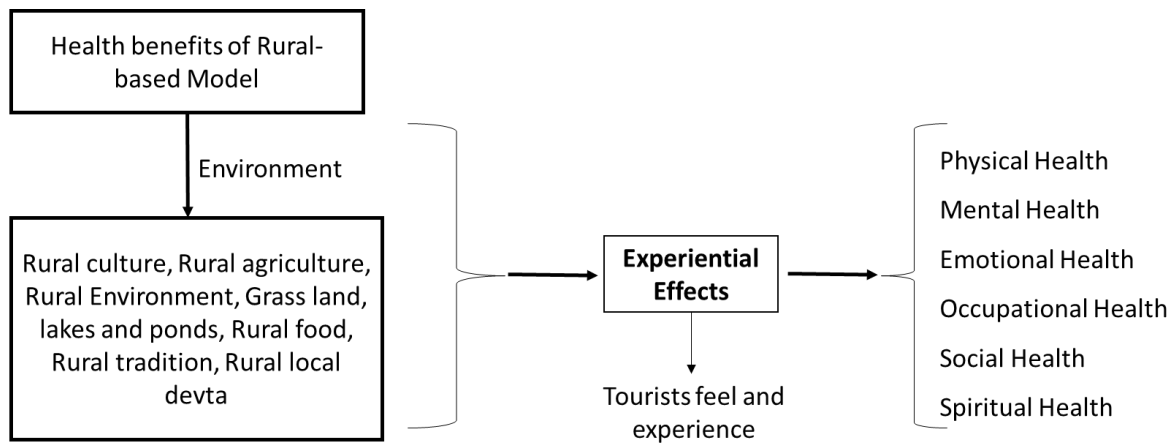 Health benefits of Rural-
based Model
Environment
Rural culture, Rural agriculture,
Rural Environment, Grass land,
lakes and ponds, Rural food,
Rural tradition, Rural local
devta
Experiential
Effects
Tourists feel and
experience
Physical Health
Mental Health
Emotional Health
Occupational Health
Social Health
Spiritual Health